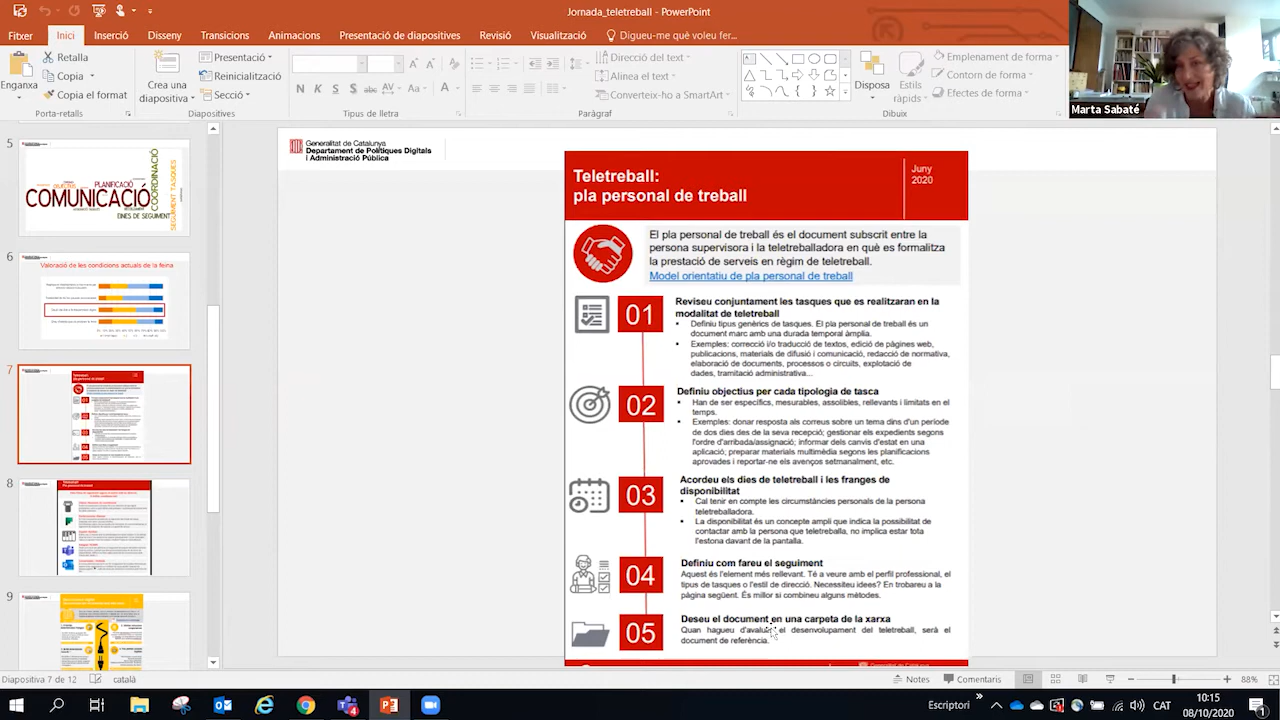 Jornada_teletreball - PowerPoint
Fitxer Inici Inserció Disseny Transicions Animacions Presentació de diapositives Revisió Visualització Digueu-me què voleu fer...
Enganxa
Retalla
Copia
Copia el format
Porta-retalls
Crea una diapositiva
Presentació
Reinicialització
Secció
Diapositives
N K S S abc AV Aa A
Tipus de lletra
Direcció del text
Alinea el text
Converteix-ho a SmartArt
Paràgraf
Disposa
Estils ràpids
Emplenament de forma
Contorn de forma
Efectes de forma
Dibuix
Marta Sabaté
5
COMUNICACIÓ
PLANIFICACIÓ
COORDINACIÓ
EINES DE SEGUIMENT
SEGUIMENT TASQUES
6
Valoració de les condicions actuals de la feina
8
9
Generalitat de Catalunya
Departament de Polítiques Digitals
i Administració Pública
Teletreball:
pla personal de treball
Juny
2020
El pla personal de treball és el document subscrit entre la
persona supervisora i la teletreballadora en què es formalitza
la prestació de serveis en règim de teletreball.
Model orientatiu de pla personal de treball
01
Reviseu conjuntament les tasques que es realitzaran en la
modalitat de teletreball
• Definiu tipus genèrics de tasques. El pla personal de treball és un
document marc amb una durada temporal àmplia.
• Exemples: correcció i/o traducció de textos, edició de pàgines web,
publicacions, materials de difusió i comunicació, redacció de normativa,
elaboració de documents, processos o circuits, explotació de
dades, tramitació administrativa...
02
Definiu objectius per cada tipologia de tasca
• Han de ser específics, mesurables, assolibles, rellevants i limitats en el
temps.
• Exemples: donar resposta als correus sobre un tema dins d'un període
de dos dies des de la seva recepció; gestionar els expedients segons
l'ordre d'arribada/assignació; informar dels canvis d'estat en una
aplicació; preparar materials multimèdia segons les planificacions
aprovades i reportar-ne els avenços setmanalment, etc.
03
Acordeu els dies de teletreball i les franges de
disponibilitat
• Cal tenir en compte les circumstàncies personals de la persona
teletreballadora.
• La disponibilitat és un concepte ampli que indica la possibilitat de
contactar amb la persona que teletreballa, no implica estar tota
l'estona davant de la pantalla.
04
Definiu com fareu el seguiment
Aquest és l'element més rellevant. Té a veure amb el perfil professional, el
tipus de tasques o l'estil de direcció. Necessiteu idees? En trobareu a la
pàgina següent. És millor si combineu alguns mètodes.
05
Deseu el document en una carpeta de la xarxa
Quan hagueu d'avaluar el desenvolupament del teletreball, serà el
document de referència.
Diapositiva 7 de 12 català Notes Comentaris 88%
Escriptori CAT 10:15
08/10/2020